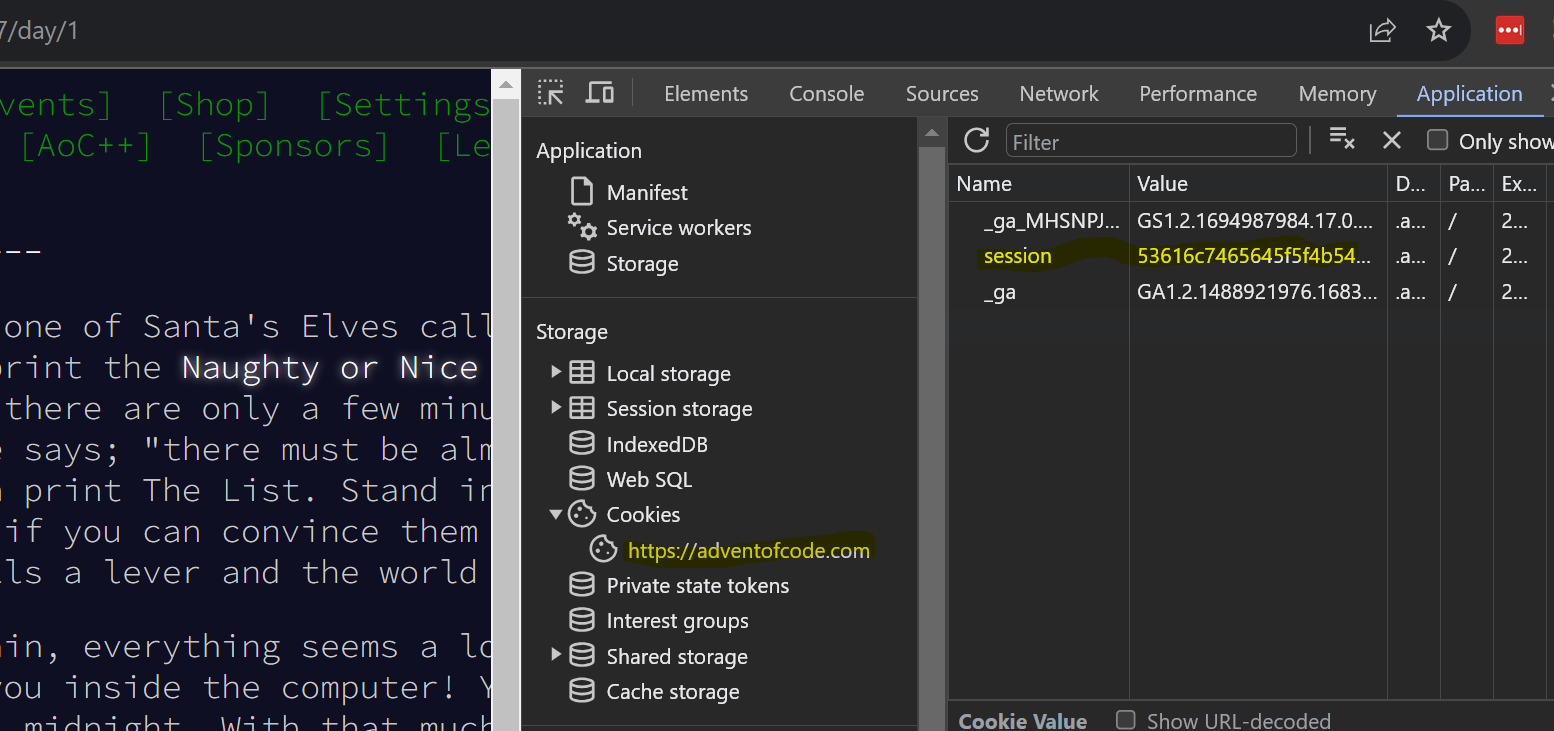 7/day/1
vents] [Shop] [Settings
[AoC++] [Sponsors] [Le
---
one of Santa's Elves call
print the Naughty or Nice
there are only a few minu
says; "there must be alm
print The List. Stand in
if you can convince them
lls a lever and the world
in, everything seems a lo
you inside the computer! Y
midnight. With that much
Elements Console Sources Network Performance Memory Application
Application
Manifest
Service workers
Storage
Storage
Local storage
Session storage
IndexedDB
Web SQL
Cookies
https://adventofcode.com
Private state tokens
Interest groups
Shared storage
Cache storage
Filter Only show
Name Value D... Pa... Ex...
_ga_MHSNPJ... GS1.2.1694987984.17.0.... .a... / 2...
session 53616c7465645f5f4b54... .a... / 2...
_ga GA1.2.1488921976.1683... .a... / 2...
Cookie Value Show URL-decoded